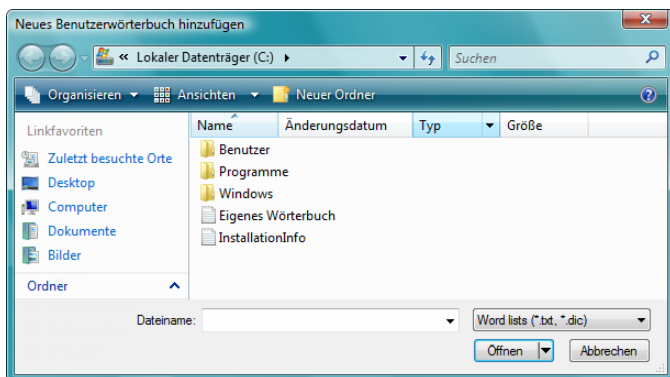 Neues Benutzerwörterbuch hinzufügen
« Lokaler Datenträger (C:) Suchen
Organisieren Ansichten Neuer Ordner
Linkfavoriten
Zuletzt besuchte Orte
Desktop
Computer
Dokumente
Bilder
Ordner
Name Änderungsdatum Typ Größe
Benutzer
Programme
Windows
Eigenes Wörterbuch
InstallationInfo
Dateiname: Word lists (*.txt, *.dic)
Öffnen Abbrechen